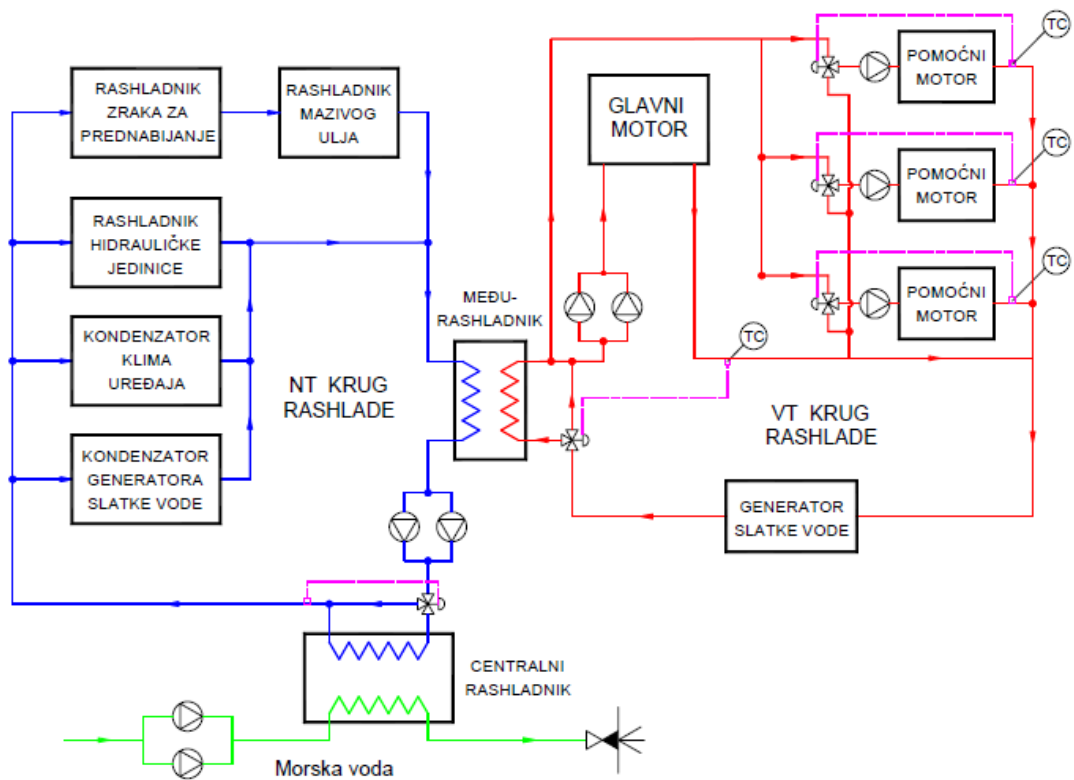 RASHLADNIK
ZRAKA ZA
PREDNABIJANJE
RASHLADNIK
MAZIVOG
ULJA
GLAVNI
MOTOR
POMOĆNI
MOTOR
TC
RASHLADNIK
HIDRAULIČKE
JEDINICE
POMOĆNI
MOTOR
TC
MEĐU-
RASHLADNIK
POMOĆNI
MOTOR
TC
KONDENZATOR
KLIMA
UREĐAJA
NT KRUG
RASHLADE
TC
VT KRUG
RASHLADE
KONDENZATOR
GENERATORA
SLATKE VODE
GENERATOR
SLATKE VODE
CENTRALNI
RASHLADNIK
Morska voda